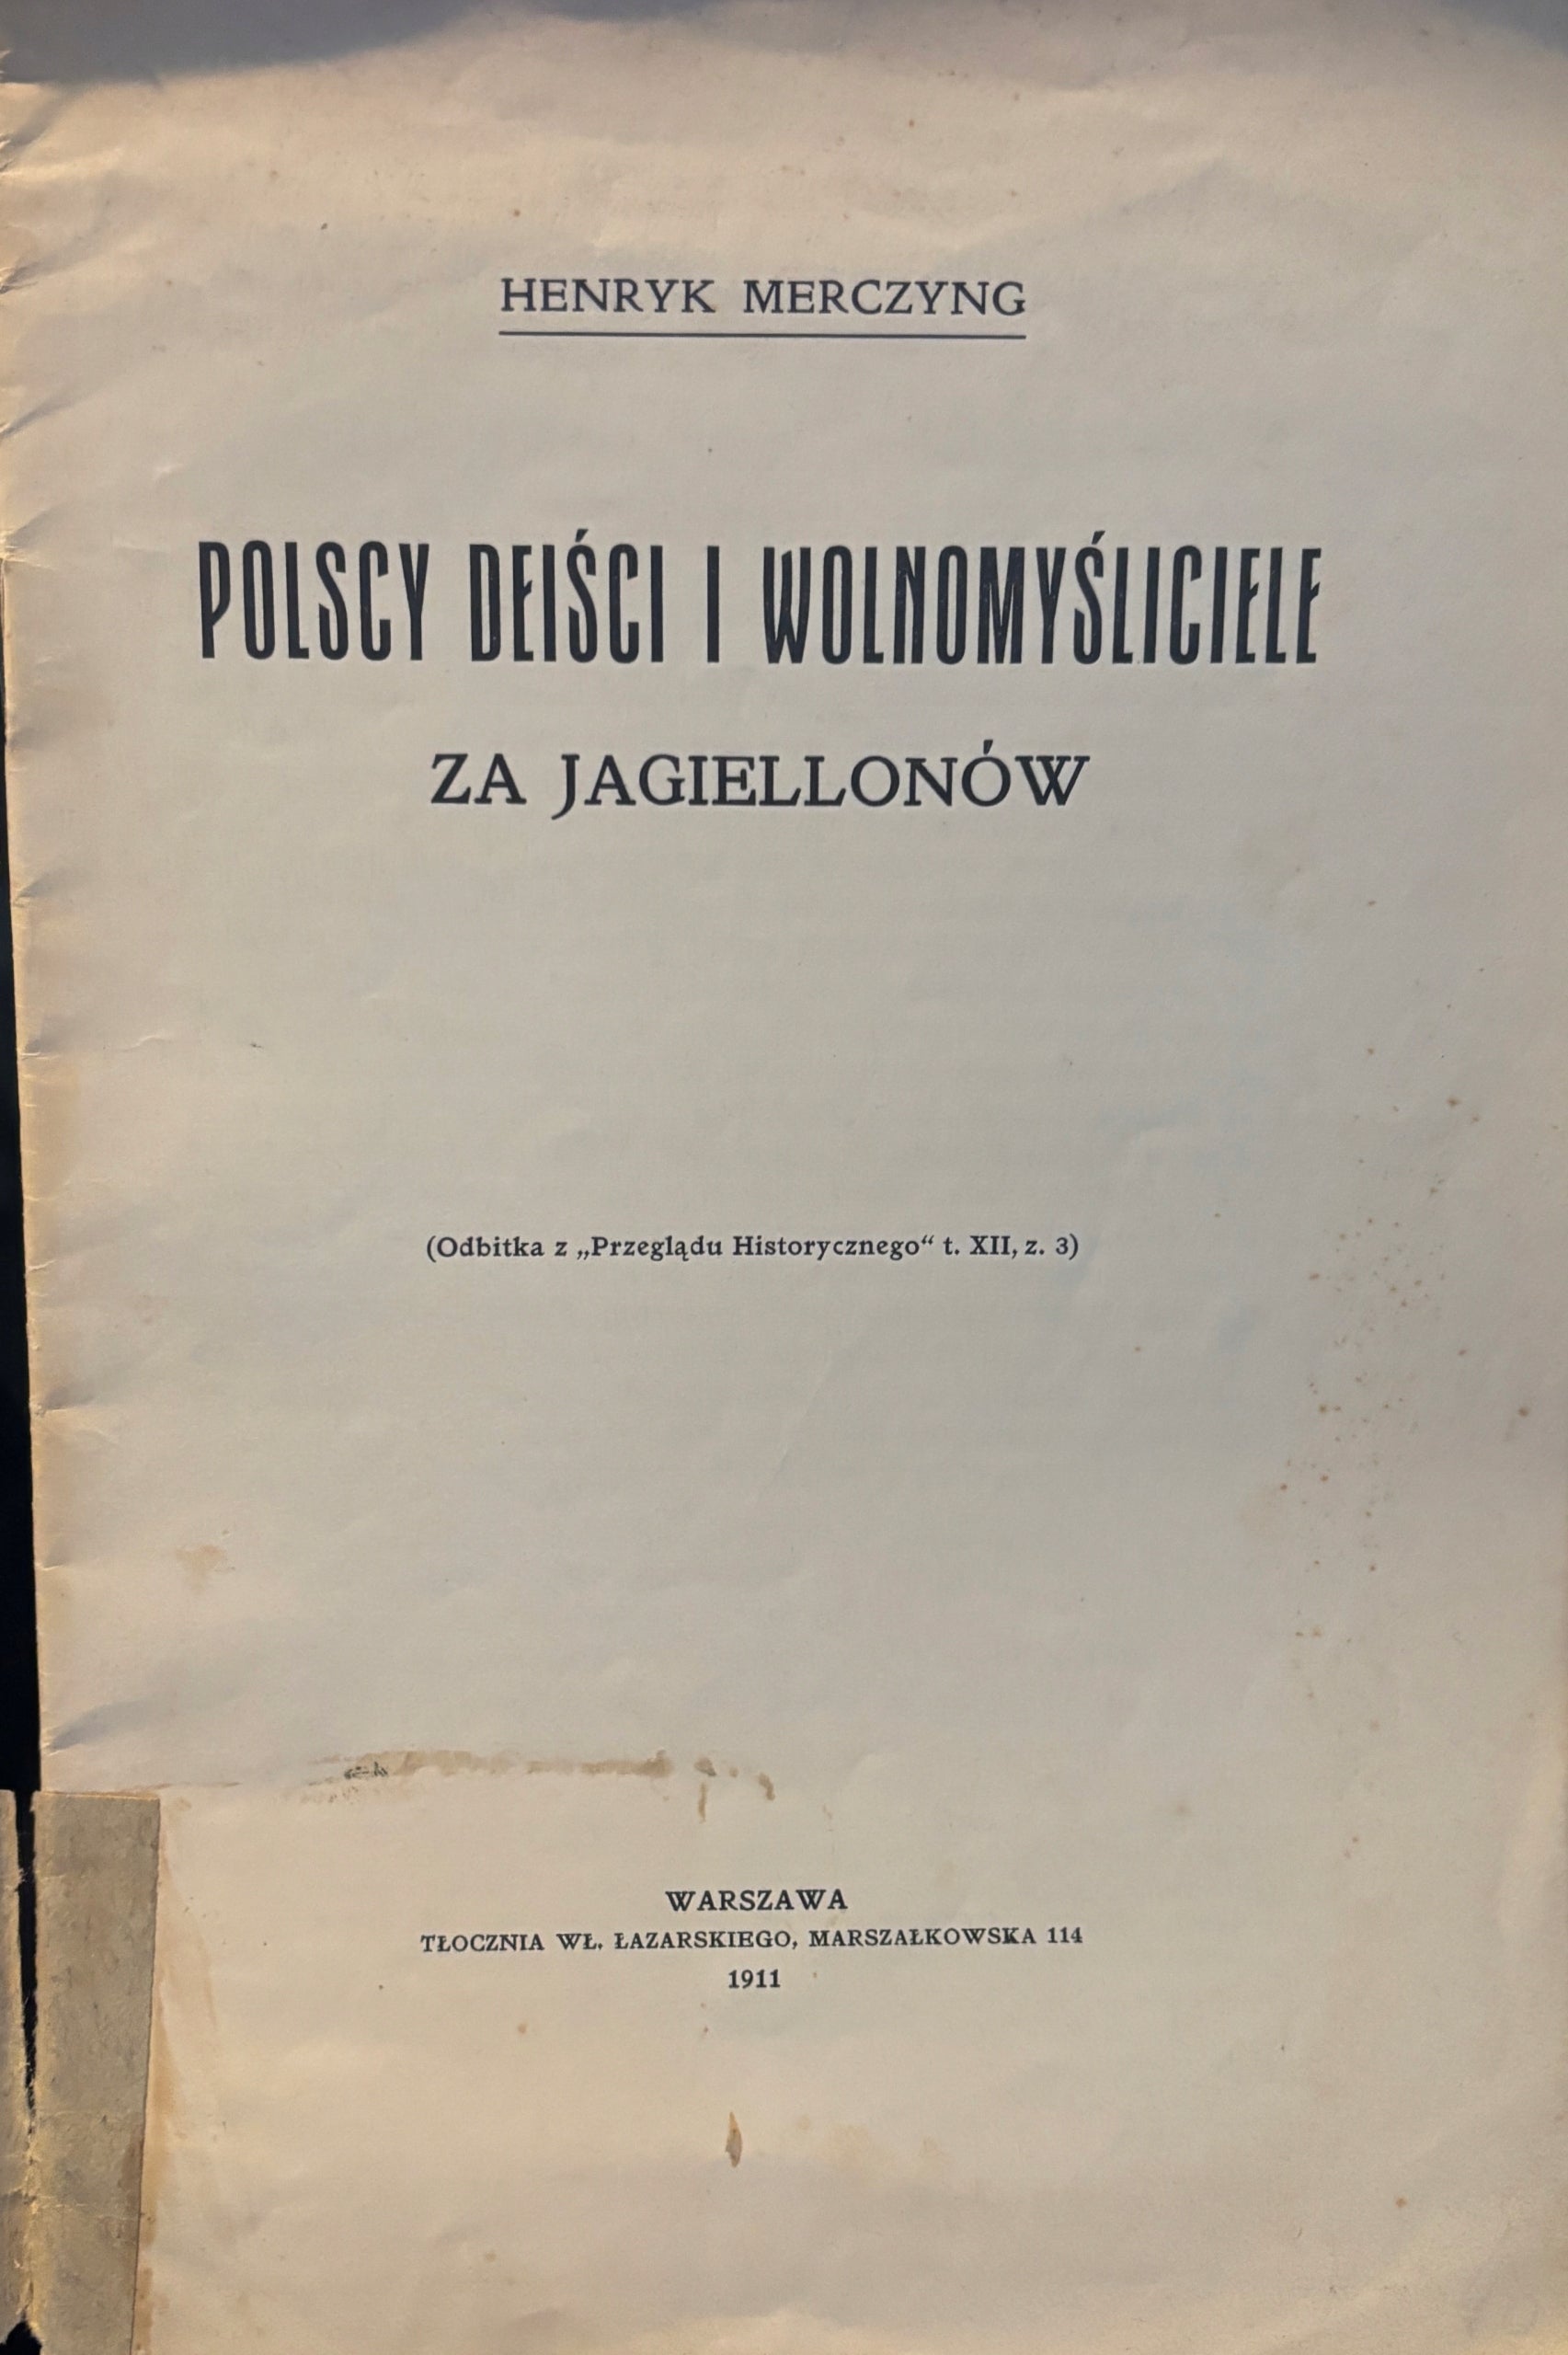 HENRYK MERCZYNG
POLSCY DEIŚCI I WOLNOMYŚLICIELE
ZA JAGIELLONÓW
(Odbitka z „Przeglądu Historycznego“ t. XII, z. 3)
WARSZAWA
TŁOCZNIA WŁ. ŁAZARSKIEGO, MARSZAŁKOWSKA 114
1911